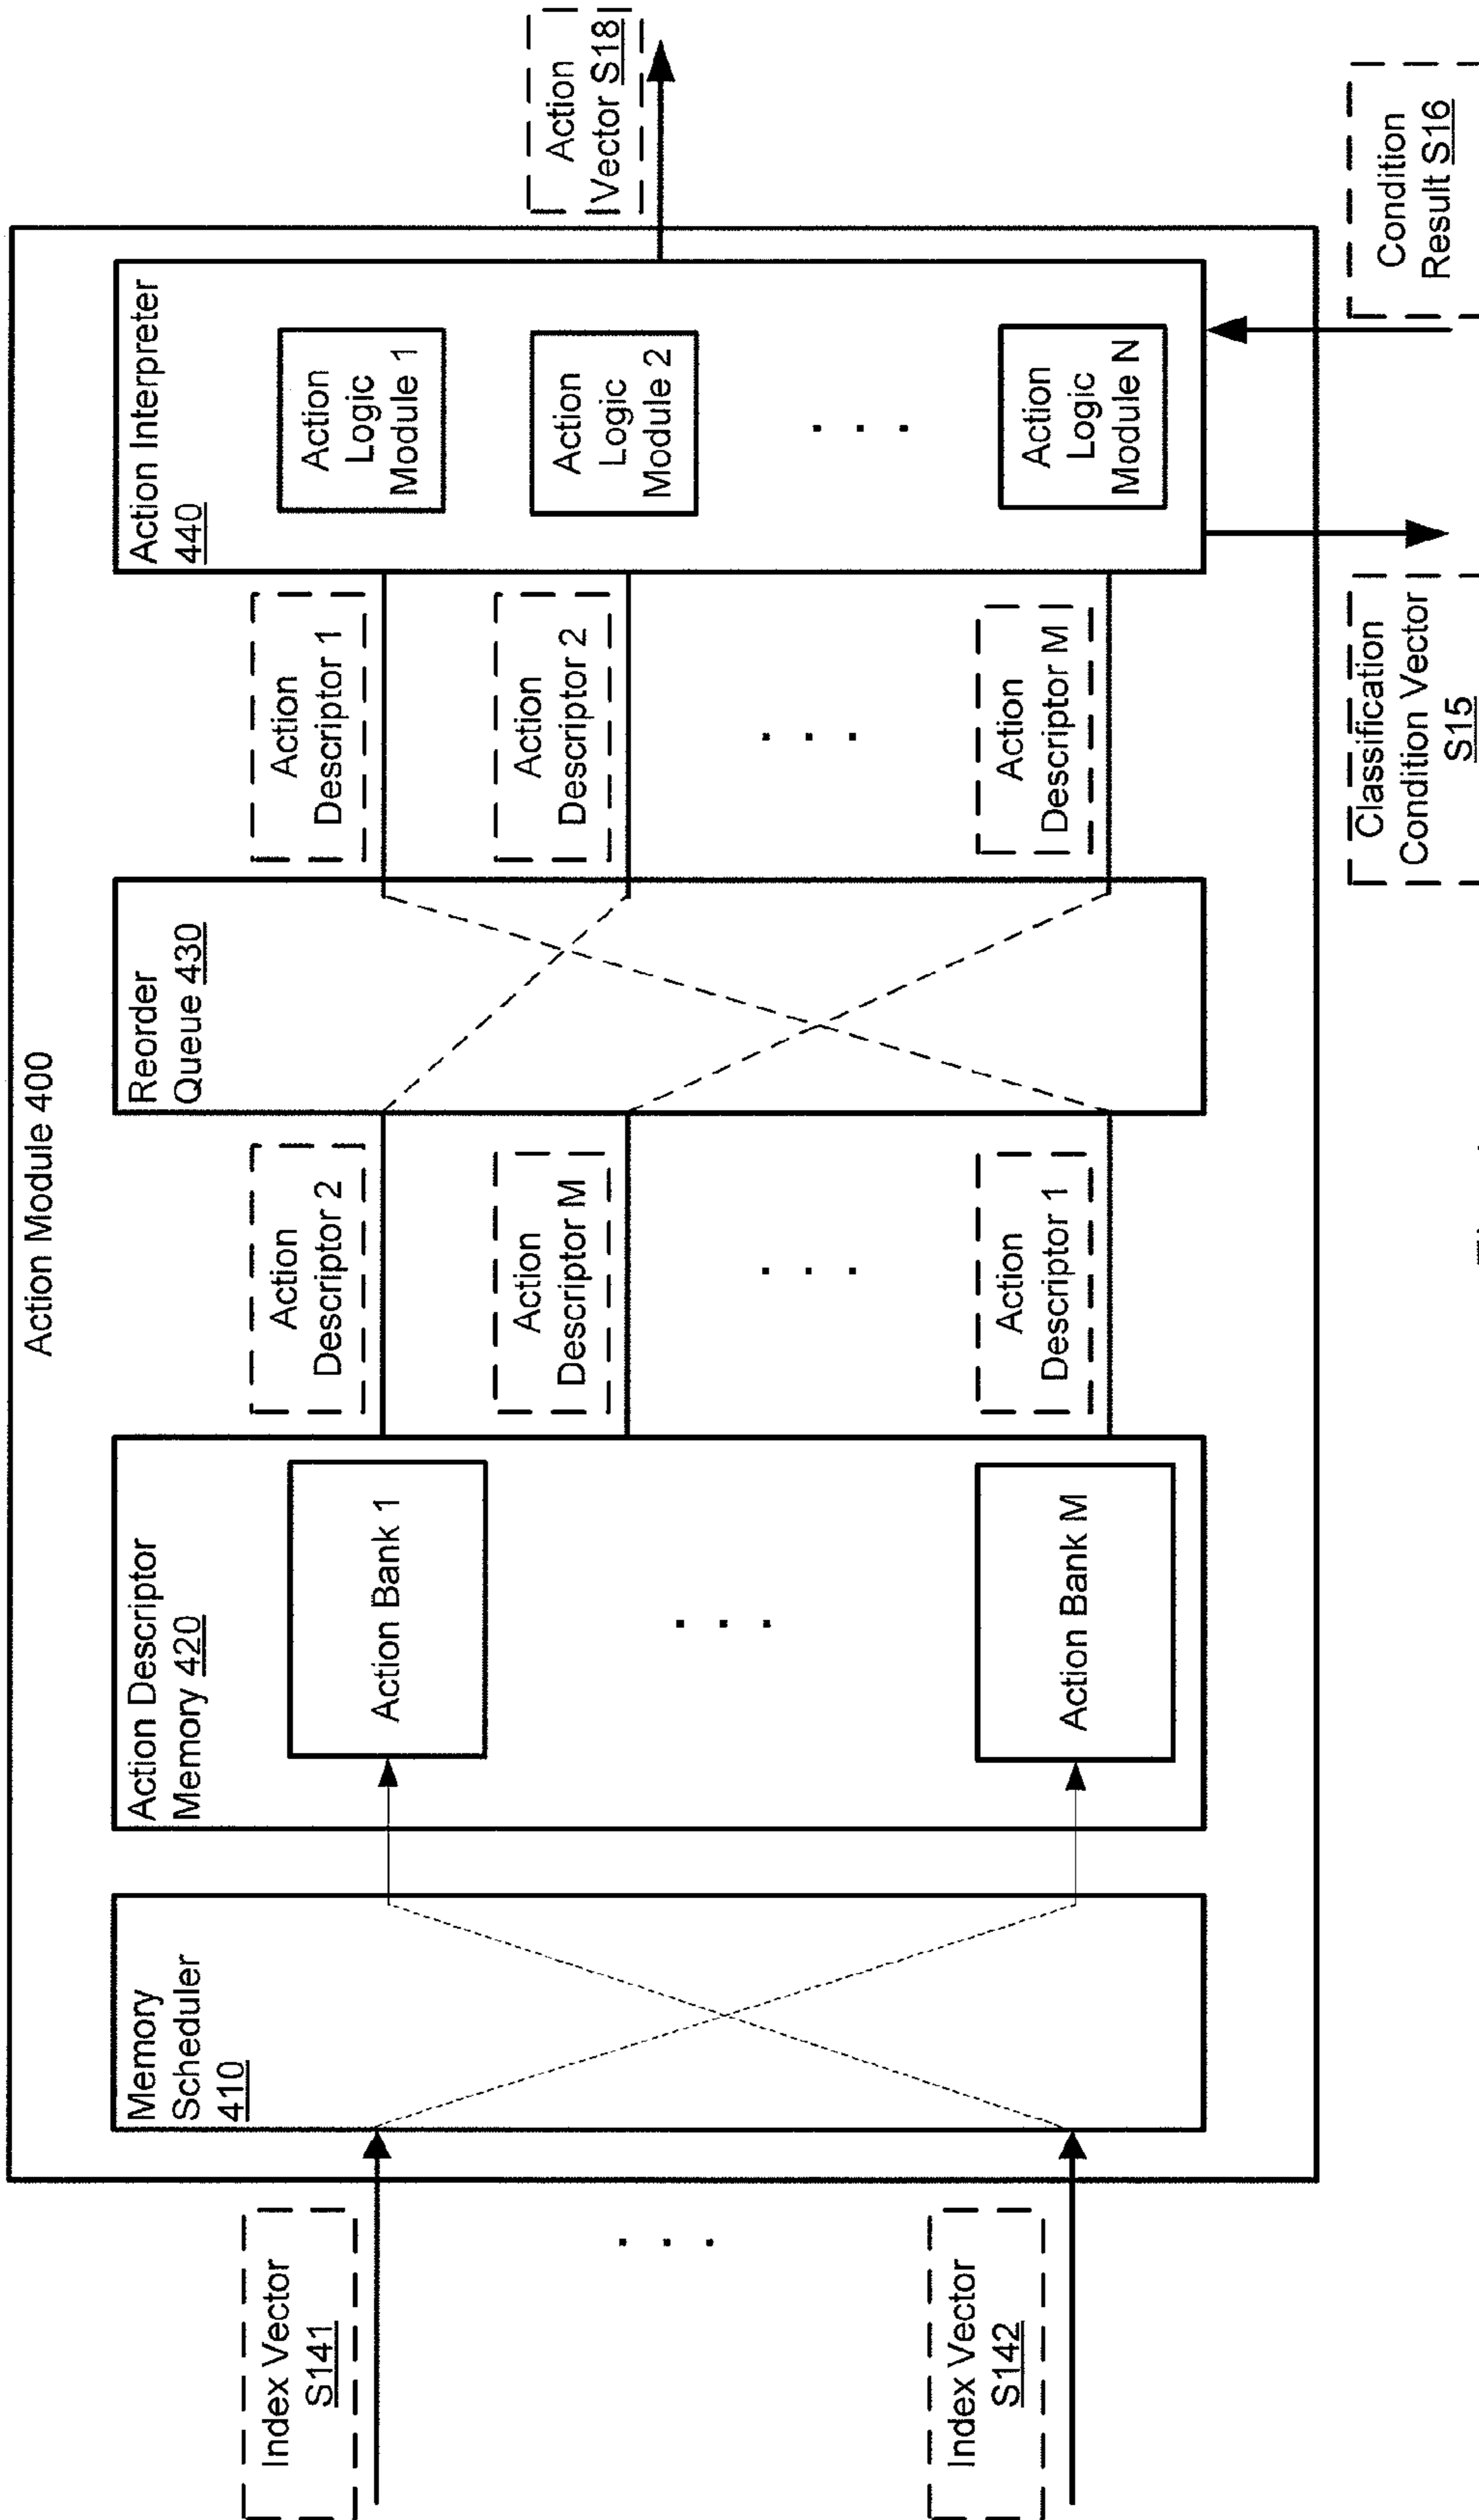 Action Module 400
Index Vector
S141
. . .
Index Vector
S142
Memory
Scheduler
410
Action Descriptor
Memory 420
Action Bank 1
. . .
Action Bank M
Action
Descriptor 2
Action
Descriptor M
. . .
Action
Descriptor 1
Reorder
Queue 430
Action
Descriptor 1
Action
Descriptor 2
. . .
Action
Descriptor M
Action Interpreter
440
Action
Logic
Module 1
Action
Logic
Module 2
. . .
Action
Logic
Module N
Action
Vector S18
Classification
Condition Vector
S15
Condition
Result S16